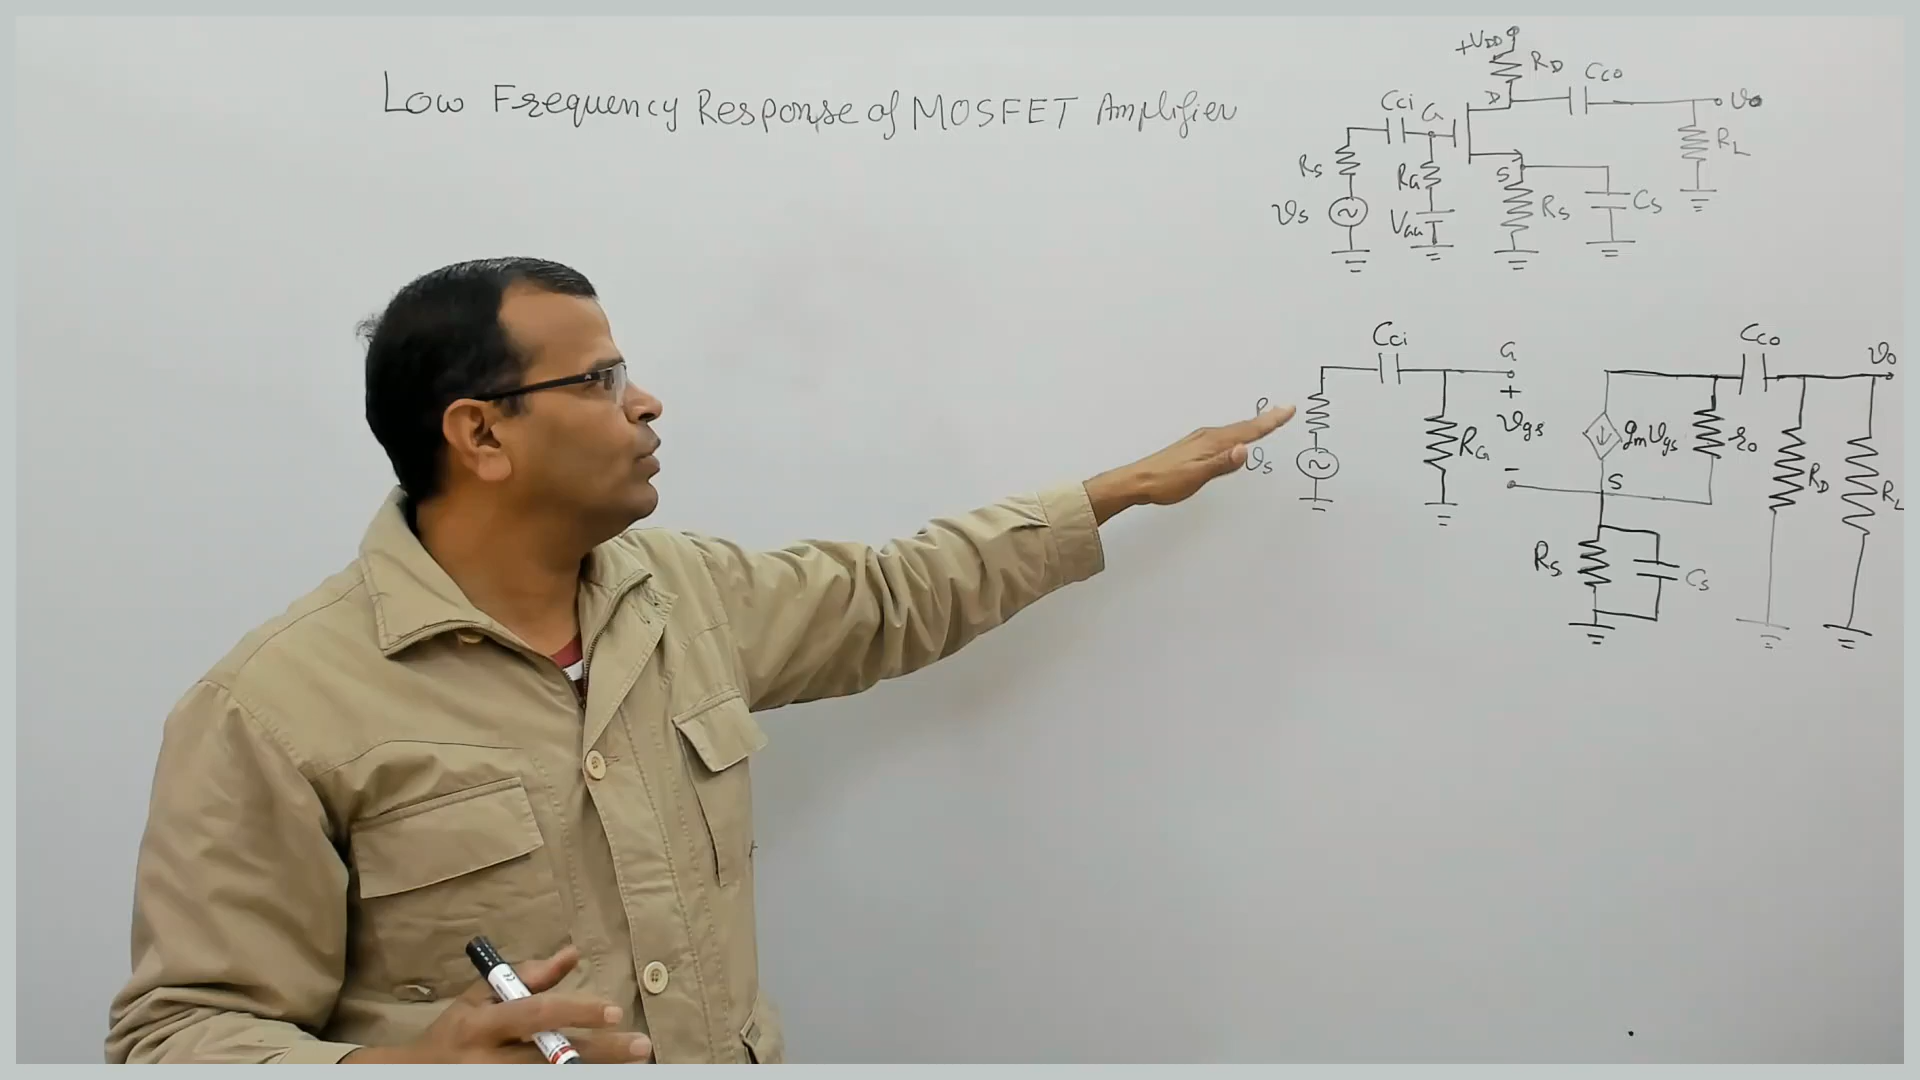 Low Frequency Response of MOSFET Amplifier
+VDD
RD
Cco
D
vo
Cci
G
RL
Rs
RG
S
Rs
Cs
vs
VGG
Cci
G
Cco
vo
+
vgs
gmvgs
ro
RG
vs
-
S
RD
RL
Rs
Cs